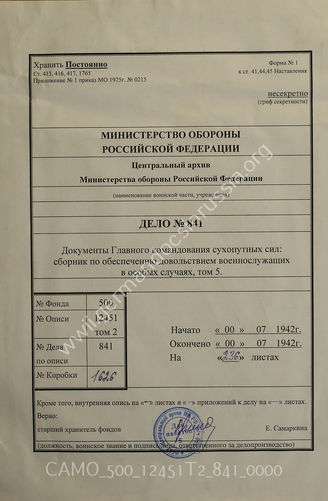 Хранить Постоянно
Форма № 1
Ст. 413, 416, 417, 1765
к ст. 41,44,45 Наставления
Приложение № 1 приказ МО 1975г. № 0215
несекретно
(гриф секретности)
МИНИСТЕРСТВО ОБОРОНЫ
РОССИЙСКОЙ ФЕДЕРАЦИИ
Центральный архив
Министерства обороны Российской Федерации
(наименование воинской части, учреждения)
ДЕЛО № 841
Документы Главного командования сухопутных сил:
сборник по обеспечению довольствием военнослужащих
в особых случаях, том 5.
№ Фонда 500
№ Описи 12451
том 2
№ Дела 841
по описи
№ Коробки 1626
Начато « 00 » 07 1942г.
Окончено « 00 » 07 1942г.
На «236» листах
Кроме того, внутренняя опись на «-» листах и «-» приложений к делу на «-» листах.
Верно:
старший хранитель фондов
Е. Самаркина
(должность, воинское звание и подпись лица, ответственного за делопроизводство)
www.germandocsinrussia.org
CAMO_500_12451T2_841_0000